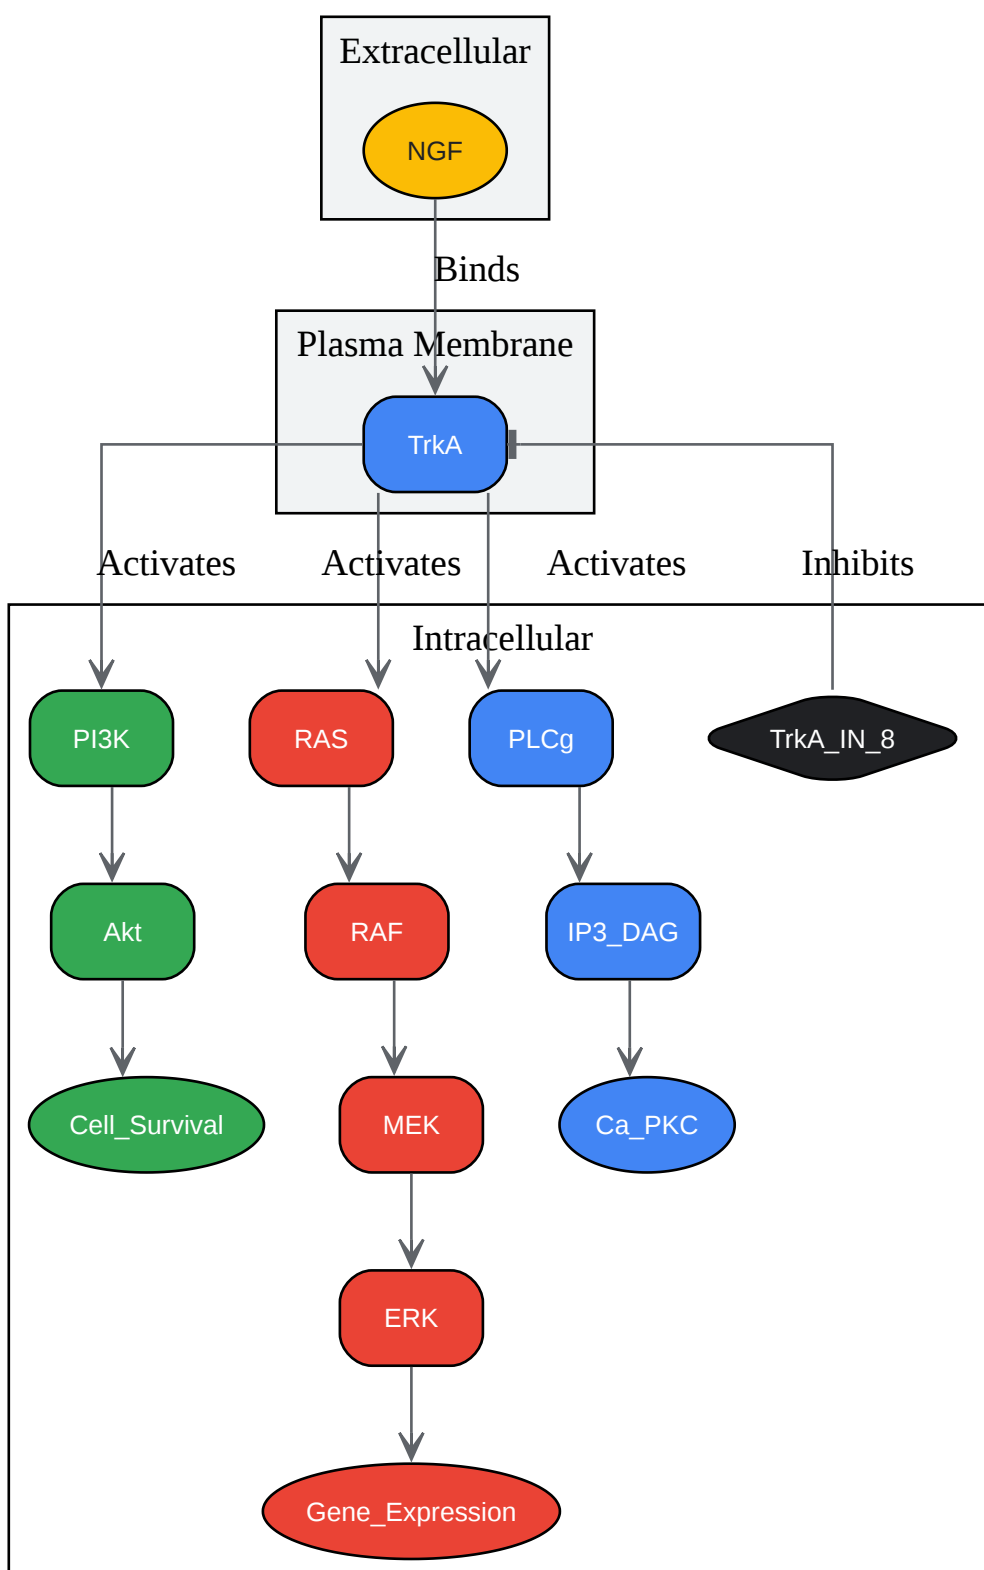 Extracellular
NGF
Binds
Plasma Membrane
TrkA
Activates
Activates
Activates
Inhibits
Intracellular
PI3K
RAS
PLCg
TrkA_IN_8
Akt
RAF
IP3_DAG
Cell_Survival
MEK
Ca_PKC
ERK
Gene_Expression